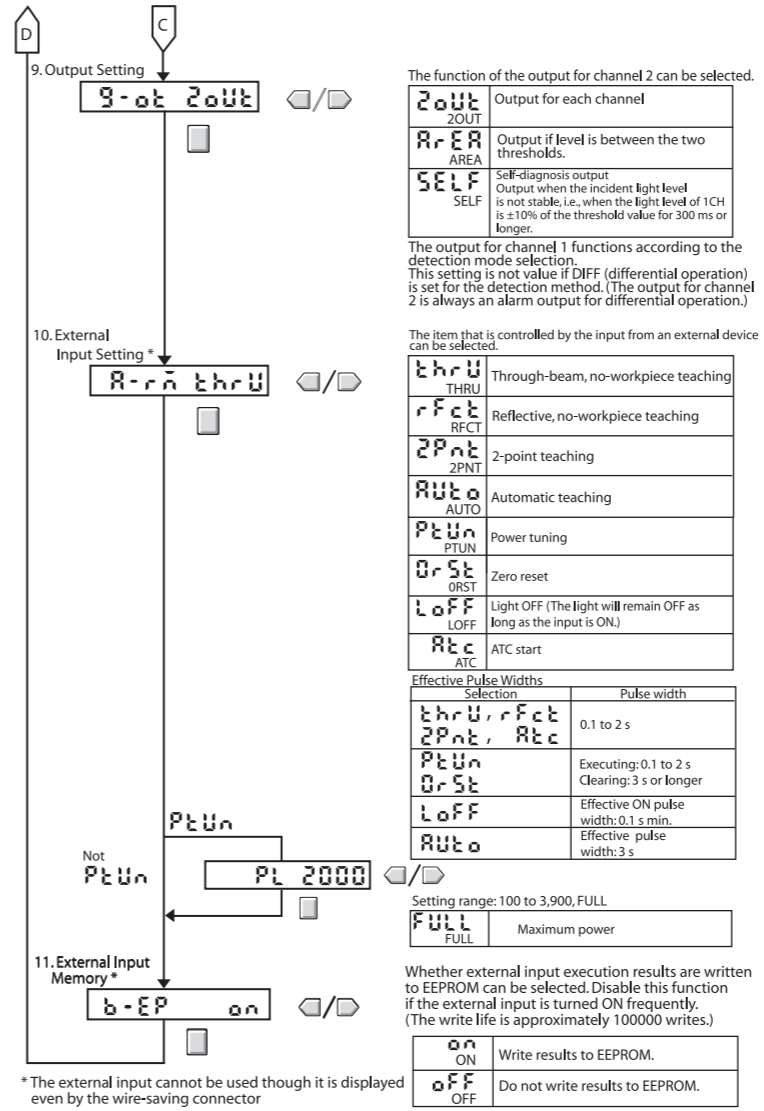 D
C
9. Output Setting
9-ot 2oUt
The function of the output for channel 2 can be selected.
2oUt
2OUT
Output for each channel
ArEA
AREA
Output if level is between the two
thresholds.
SELF
SELF
Self-diagnosis output
Output when the incident light level
is not stable, i.e., when the light level of 1CH
is ±10% of the threshold value for 300 ms or
longer.
The output for channel 1 functions according to the
detection mode selection.
This setting is not value if DIFF (differential operation)
is set for the detection method. (The output for channel
2 is always an alarm output for differential operation.)
10. External
Input Setting *
A-rm thrU
The item that is controlled by the input from an external device
can be selected.
thrU
THRU
Through-beam, no-workpiece teaching
rFct
RFCT
Reflective, no-workpiece teaching
2Pnt
2PNT
2-point teaching
AUto
AUTO
Automatic teaching
PtUn
PTUN
Power tuning
0rSt
0RST
Zero reset
LoFF
LOFF
Light OFF (The light will remain OFF as
long as the input is ON.)
Atc
ATC
ATC start
Effective Pulse Widths
Selection
Pulse width
thrU, rFct
2Pnt, Atc
0.1 to 2 s
PtUn
0rSt
Executing: 0.1 to 2 s
Clearing: 3 s or longer
LoFF
Effective ON pulse
width: 0.1 s min.
AUto
Effective pulse
width: 3 s
PtUn
Not
PtUn
PL 2000
Setting range: 100 to 3,900, FULL
FULL
FULL
Maximum power
11. External Input
Memory *
b-EP on
Whether external input execution results are written
to EEPROM can be selected. Disable this function
if the external input is turned ON frequently.
(The write life is approximately 100000 writes.)
on
ON
Write results to EEPROM.
oFF
OFF
Do not write results to EEPROM.
* The external input cannot be used though it is displayed
even by the wire-saving connector